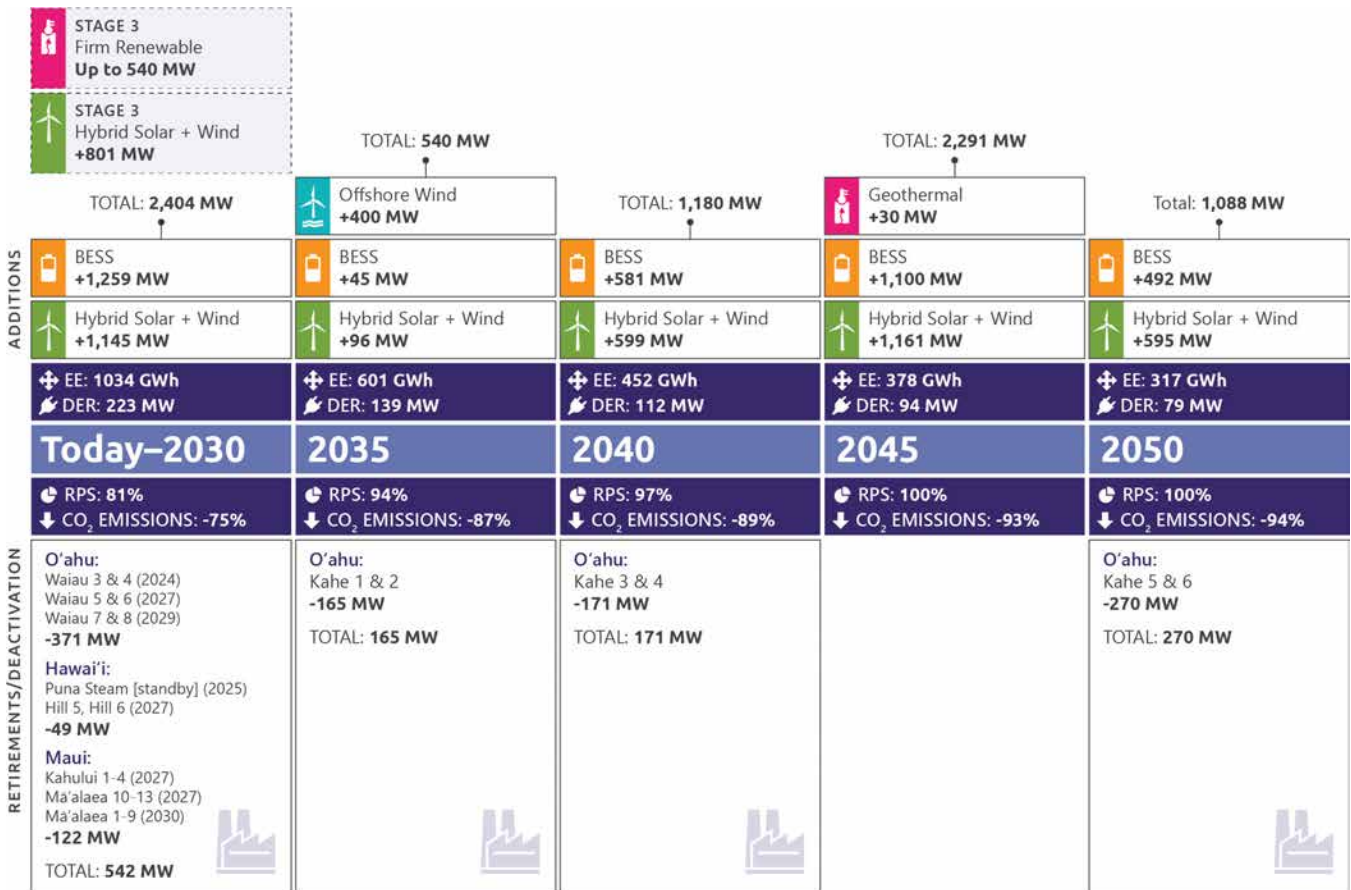 STAGE 3
Firm Renewable
Up to 540 MW
STAGE 3
Hybrid Solar + Wind
+801 MW
ADDITIONS
TOTAL: 2,404 MW
BESS
+1,259 MW
Hybrid Solar + Wind
+1,145 MW
EE: 1034 GWh
DER: 223 MW
Today–2030
RPS: 81%
CO₂ EMISSIONS: -75%
TOTAL: 540 MW
Offshore Wind
+400 MW
BESS
+45 MW
Hybrid Solar + Wind
+96 MW
EE: 601 GWh
DER: 139 MW
2035
RPS: 94%
CO₂ EMISSIONS: -87%
TOTAL: 1,180 MW
BESS
+581 MW
Hybrid Solar + Wind
+599 MW
EE: 452 GWh
DER: 112 MW
2040
RPS: 97%
CO₂ EMISSIONS: -89%
TOTAL: 2,291 MW
Geothermal
+30 MW
BESS
+1,100 MW
Hybrid Solar + Wind
+1,161 MW
EE: 378 GWh
DER: 94 MW
2045
RPS: 100%
CO₂ EMISSIONS: -93%
Total: 1,088 MW
BESS
+492 MW
Hybrid Solar + Wind
+595 MW
EE: 317 GWh
DER: 79 MW
2050
RPS: 100%
CO₂ EMISSIONS: -94%
RETIREMENTS/DEACTIVATION
Oʻahu:
Waiau 3 & 4 (2024)
Waiau 5 & 6 (2027)
Waiau 7 & 8 (2029)
-371 MW
Hawaiʻi:
Puna Steam [standby] (2025)
Hill 5, Hill 6 (2027)
-49 MW
Maui:
Kahului 1-4 (2027)
Māʻalaea 10-13 (2027)
Māʻalaea 1-9 (2030)
-122 MW
TOTAL: 542 MW
Oʻahu:
Kahe 1 & 2
-165 MW
TOTAL: 165 MW
Oʻahu:
Kahe 3 & 4
-171 MW
TOTAL: 171 MW
Oʻahu:
Kahe 5 & 6
-270 MW
TOTAL: 270 MW